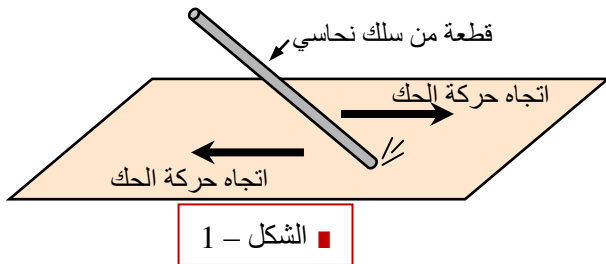 قطعة من سلك نحاسي
اتجاه حركة الحك
اتجاه حركة الحك
الشكل – 1